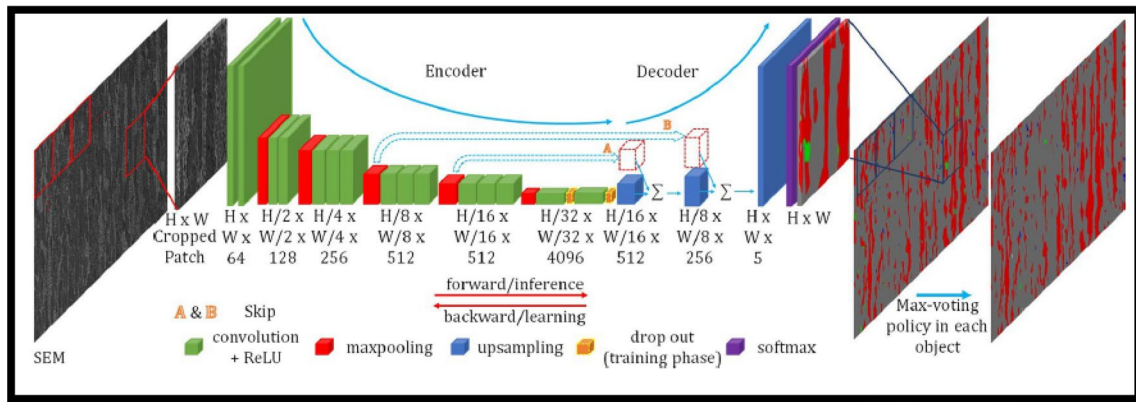 Encoder
Decoder
B
A
Σ
Σ
H x W
Cropped
Patch
H x
W x
64
H/2 x
W/2 x
128
H/4 x
W/4 x
256
H/8 x
W/8 x
512
H/16 x
W/16 x
512
H/32 x
W/32 x
4096
H/16 x
W/16 x
512
H/8 x
W/8 x
256
H x
W x
5
H x W
forward/inference
backward/learning
A & B Skip
SEM
convolution
+ ReLU
maxpooling
upsampling
drop out
(training phase)
softmax
Max-voting
policy in each
object